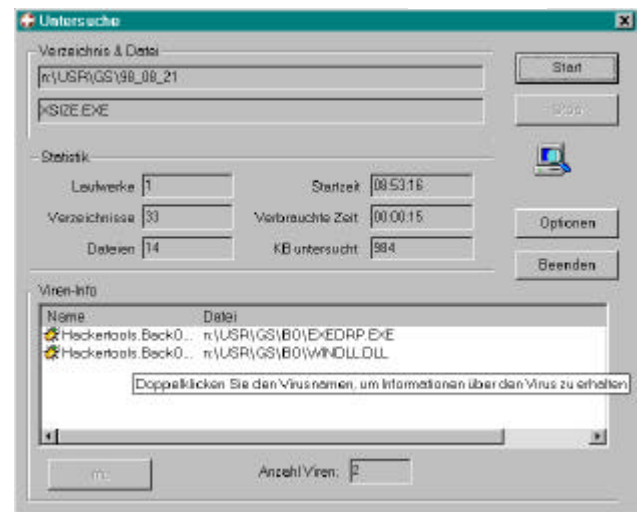 Untersuche
Verzeichnis & Datei
n:\USR\GS\98_08_21
XSIZE.EXE
Start
Stop
Statistik
Laufwerke 1 Startzeit 08:53:16
Verzeichnisse 33 Verbrauchte Zeit 00:00:15
Dateien 14 KB untersucht 984
Optionen
Beenden
Viren-Info
Name Datei
Hackertools.BackO... n:\USR\GS\BO\EXEDRP.EXE
Hackertools.BackO... n:\USR\GS\BO\WINDLL.DLL
Doppelklicken Sie den Virusnamen, um Informationen über den Virus zu erhalten
Anzahl Viren: 2